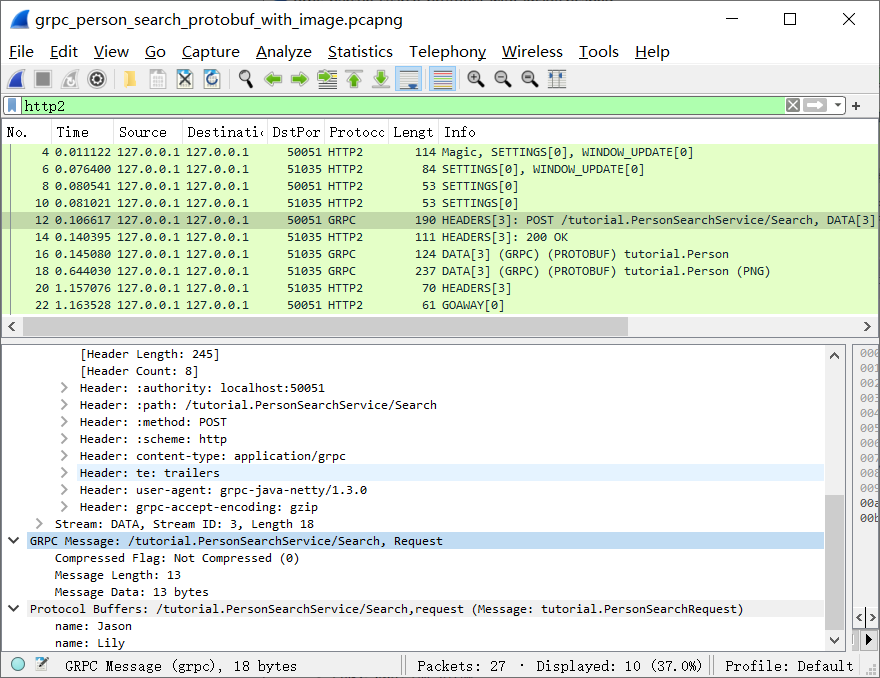 grpc_person_search_protobuf_with_image.pcapng
File Edit View Go Capture Analyze Statistics Telephony Wireless Tools Help
http2
No. Time Source Destinatic DstPor Protocc Lengt Info
4 0.011122 127.0.0.1 127.0.0.1 50051 HTTP2 114 Magic, SETTINGS[0], WINDOW_UPDATE[0]
6 0.076400 127.0.0.1 127.0.0.1 51035 HTTP2 84 SETTINGS[0], WINDOW_UPDATE[0]
8 0.080541 127.0.0.1 127.0.0.1 50051 HTTP2 53 SETTINGS[0]
10 0.081021 127.0.0.1 127.0.0.1 51035 HTTP2 53 SETTINGS[0]
12 0.106617 127.0.0.1 127.0.0.1 50051 GRPC 190 HEADERS[3]: POST /tutorial.PersonSearchService/Search, DATA[3]
14 0.140395 127.0.0.1 127.0.0.1 51035 HTTP2 111 HEADERS[3]: 200 OK
16 0.145080 127.0.0.1 127.0.0.1 51035 GRPC 124 DATA[3] (GRPC) (PROTOBUF) tutorial.Person
18 0.644030 127.0.0.1 127.0.0.1 51035 GRPC 237 DATA[3] (GRPC) (PROTOBUF) tutorial.Person (PNG)
20 1.157076 127.0.0.1 127.0.0.1 51035 HTTP2 70 HEADERS[3]
22 1.163528 127.0.0.1 127.0.0.1 50051 HTTP2 61 GOAWAY[0]
[Header Length: 245]
[Header Count: 8]
Header: :authority: localhost:50051
Header: :path: /tutorial.PersonSearchService/Search
Header: :method: POST
Header: :scheme: http
Header: content-type: application/grpc
Header: te: trailers
Header: user-agent: grpc-java-netty/1.3.0
Header: grpc-accept-encoding: gzip
Stream: DATA, Stream ID: 3, Length 18
GRPC Message: /tutorial.PersonSearchService/Search, Request
Compressed Flag: Not Compressed (0)
Message Length: 13
Message Data: 13 bytes
Protocol Buffers: /tutorial.PersonSearchService/Search,request (Message: tutorial.PersonSearchRequest)
name: Jason
name: Lily
000
001
002
003
004
005
006
007
008
009
00a
00b
GRPC Message (grpc), 18 bytes Packets: 27 · Displayed: 10 (37.0%) Profile: Default